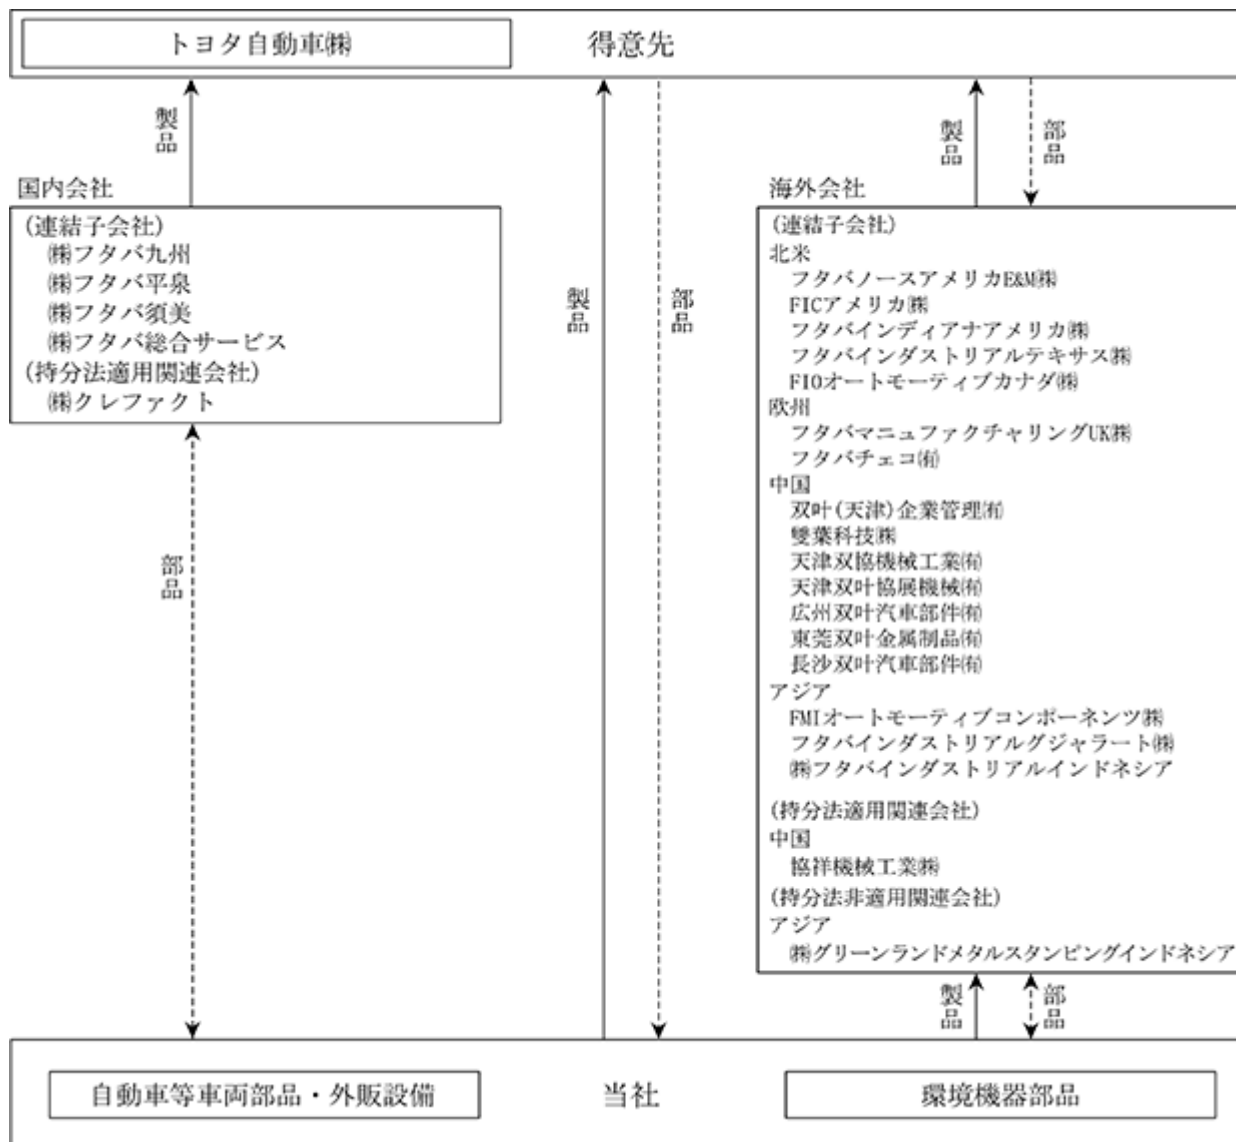 トヨタ自動車㈱
得意先
製品
製品
部品
国内会社
(連結子会社)
㈱フタバ九州
㈱フタバ平泉
㈱フタバ須美
㈱フタバ総合サービス
(持分法適用関連会社)
㈱クレファクト
部品
製品
部品
海外会社
(連結子会社)
北米
フタバノースアメリカE&M㈱
FICアメリカ㈱
フタバインディアナアメリカ㈱
フタバインダストリアルテキサス㈱
FIOオートモーティブカナダ㈱
欧州
フタバマニュファクチャリングUK㈱
フタバチェコ㈲
中国
双叶(天津)企業管理㈲
雙葉科技㈱
天津双協機械工業㈲
天津双叶協展機械㈲
広州双叶汽車部件㈲
東莞双叶金属制品㈲
長沙双叶汽車部件㈲
アジア
FMIオートモーティブコンポーネンツ㈱
フタバインダストリアルグジャラート㈱
㈱フタバインダストリアルインドネシア
(持分法適用関連会社)
中国
協祥機械工業㈱
(持分法非適用関連会社)
アジア
㈱グリーンランドメタルスタンピングインドネシア
製品
部品
自動車等車両部品・外販設備
当社
環境機器部品